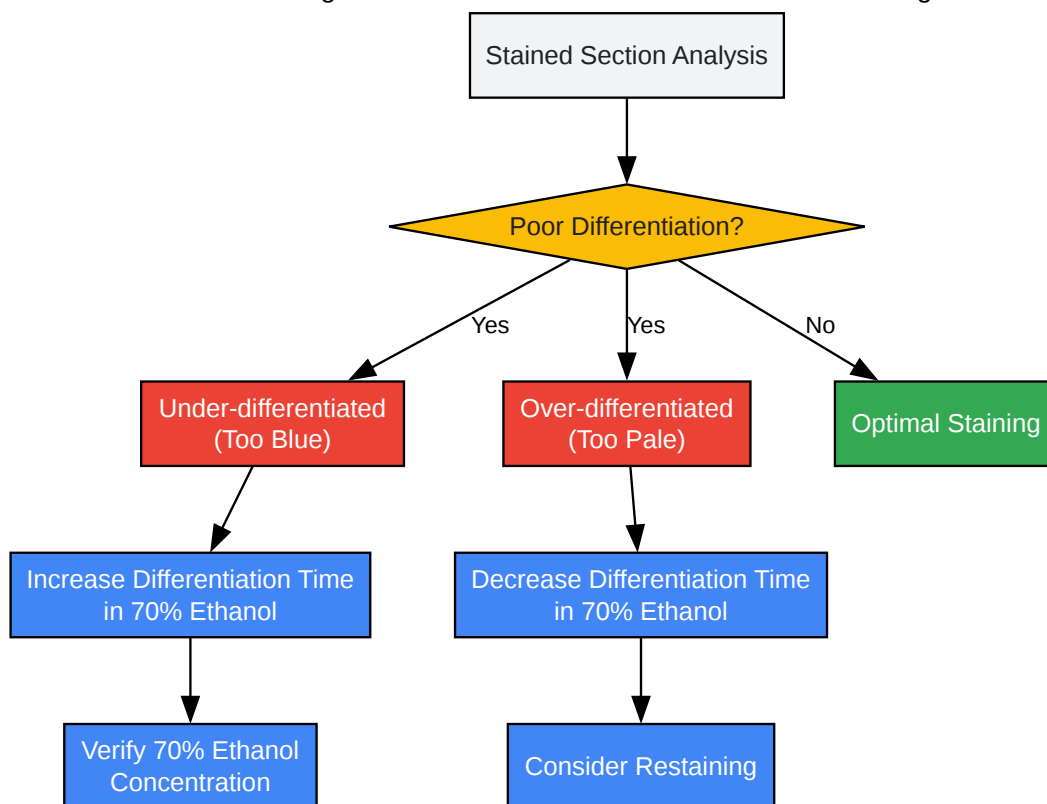 Stained Section Analysis
Poor Differentiation?
Yes
Yes
No
Under-differentiated
(Too Blue)
Over-differentiated
(Too Pale)
Optimal Staining
Increase Differentiation Time
in 70% Ethanol
Decrease Differentiation Time
in 70% Ethanol
Verify 70% Ethanol
Concentration
Consider Restaining